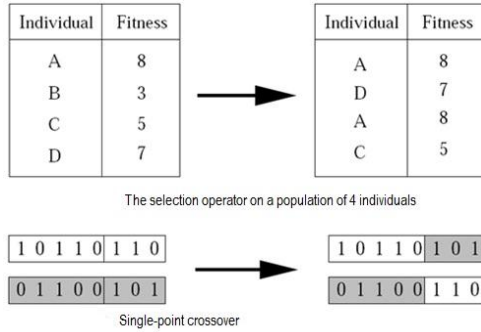 Individual Fitness Individual Fitness
A 8 A 8
B 3 D 7
C 5 A 8
D 7 C 5
The selection operator on a population of 4 individuals
1 0 1 1 0 1 1 0 1 0 1 1 0 1 0 1
0 1 1 0 0 1 0 1 0 1 1 0 0 1 1 0
Single-point crossover